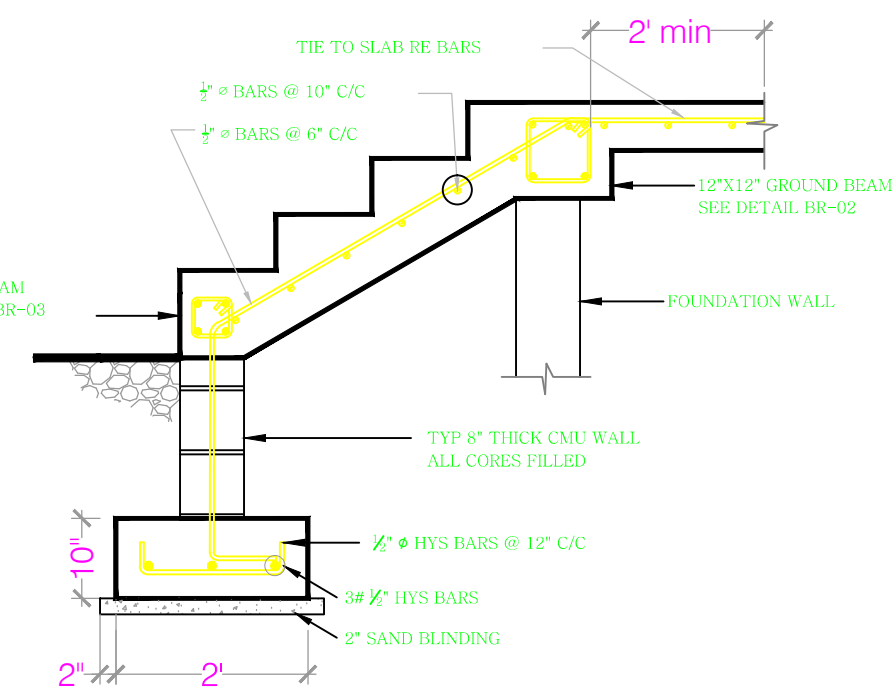 2' min
TIE TO SLAB RE BARS
½" ⌀ BARS @ 10" C/C
½" ⌀ BARS @ 6" C/C
12"X12" GROUND BEAM
SEE DETAIL BR-02
AM
BR-03
FOUNDATION WALL
TYP 8" THICK CMU WALL
ALL CORES FILLED
½" ϕ HYS BARS @ 12" C/C
10"
3# ½" HYS BARS
2" SAND BLINDING
2"
2'